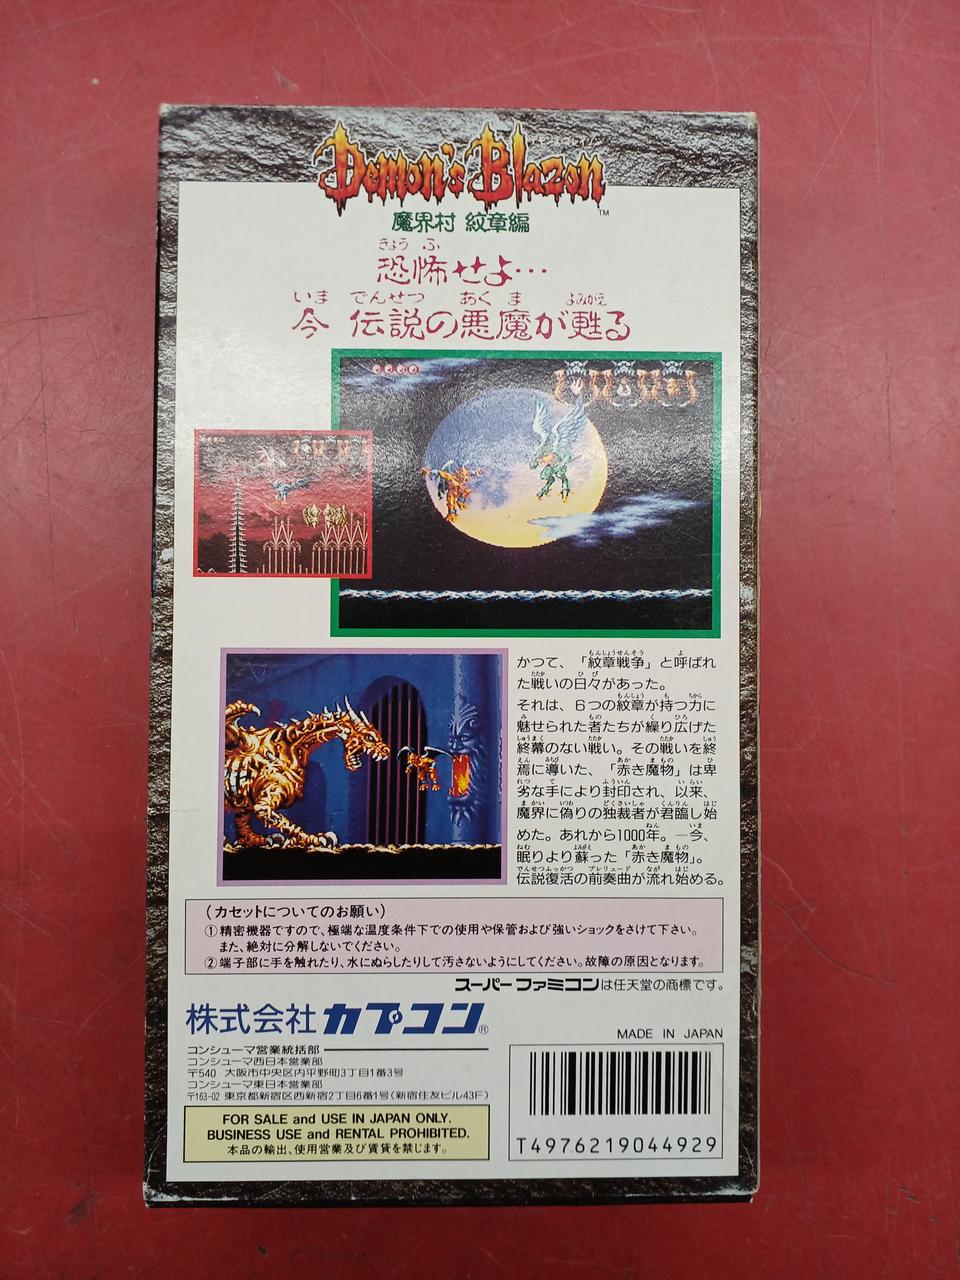 Demon's Blazon
TM
魔界村 紋章編
きょう ふ
恐怖せよ…
いま でんせつ あく ま よみがえ
今 伝説の悪魔が甦る
かつて、「紋章戦争」と呼ばれ
た戦いの日々があった。
それは、6つの紋章が持つ力に
魅せられた者たちが繰り広げた
終幕のない戦い。その戦いを終
焉に導いた、「赤き魔物」は卑
劣な手により封印され、以来、
魔界に偽りの独裁者が君臨し始
めた。あれから1000年。—今、
眠りより蘇った「赤き魔物」。
伝説復活の前奏曲が流れ始める。
(カセットについてのお願い)
①精密機器ですので、極端な温度条件下での使用や保管および強いショックをさけて下さい。
また、絶対に分解しないでください。
②端子部に手を触れたり、水にぬらしたりして汚さないようにしてください。故障の原因となります。
スーパーファミコンは任天堂の商標です。
株式会社カプコン®
MADE IN JAPAN
コンシューマ営業統括部
コンシューマ西日本営業部
〒540 大阪市中央区内平野町3丁目1番3号
コンシューマ東日本営業部
〒163-02 東京都新宿区西新宿2丁目6番1号(新宿住友ビル43F)
FOR SALE and USE IN JAPAN ONLY.
BUSINESS USE and RENTAL PROHIBITED.
本品の輸出、使用営業及び賃貸を禁じます。
T4976219044929